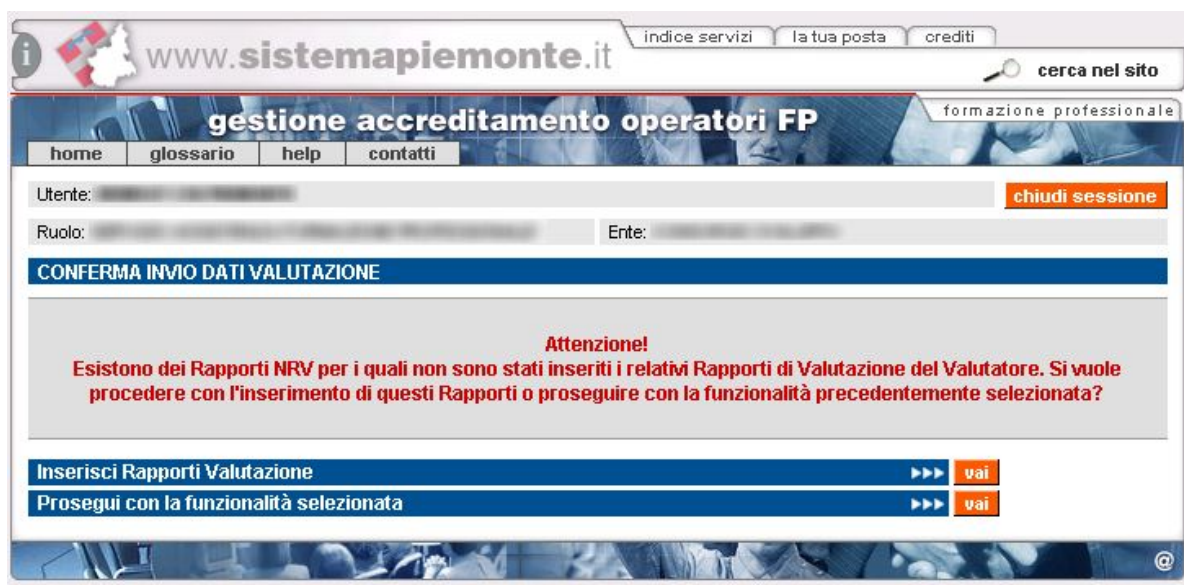 i
www.sistemapiemonte.it
indice servizi
la tua posta
crediti
cerca nel sito
gestione accreditamento operatori FP
formazione professionale
home glossario help contatti
Utente:
chiudi sessione
Ruolo:
Ente:
CONFERMA INVIO DATI VALUTAZIONE
Attenzione!
Esistono dei Rapporti NRV per i quali non sono stati inseriti i relativi Rapporti di Valutazione del Valutatore. Si vuole
procedere con l'inserimento di questi Rapporti o proseguire con la funzionalità precedentemente selezionata?
Inserisci Rapporti Valutazione vai
Prosegui con la funzionalità selezionata vai
@